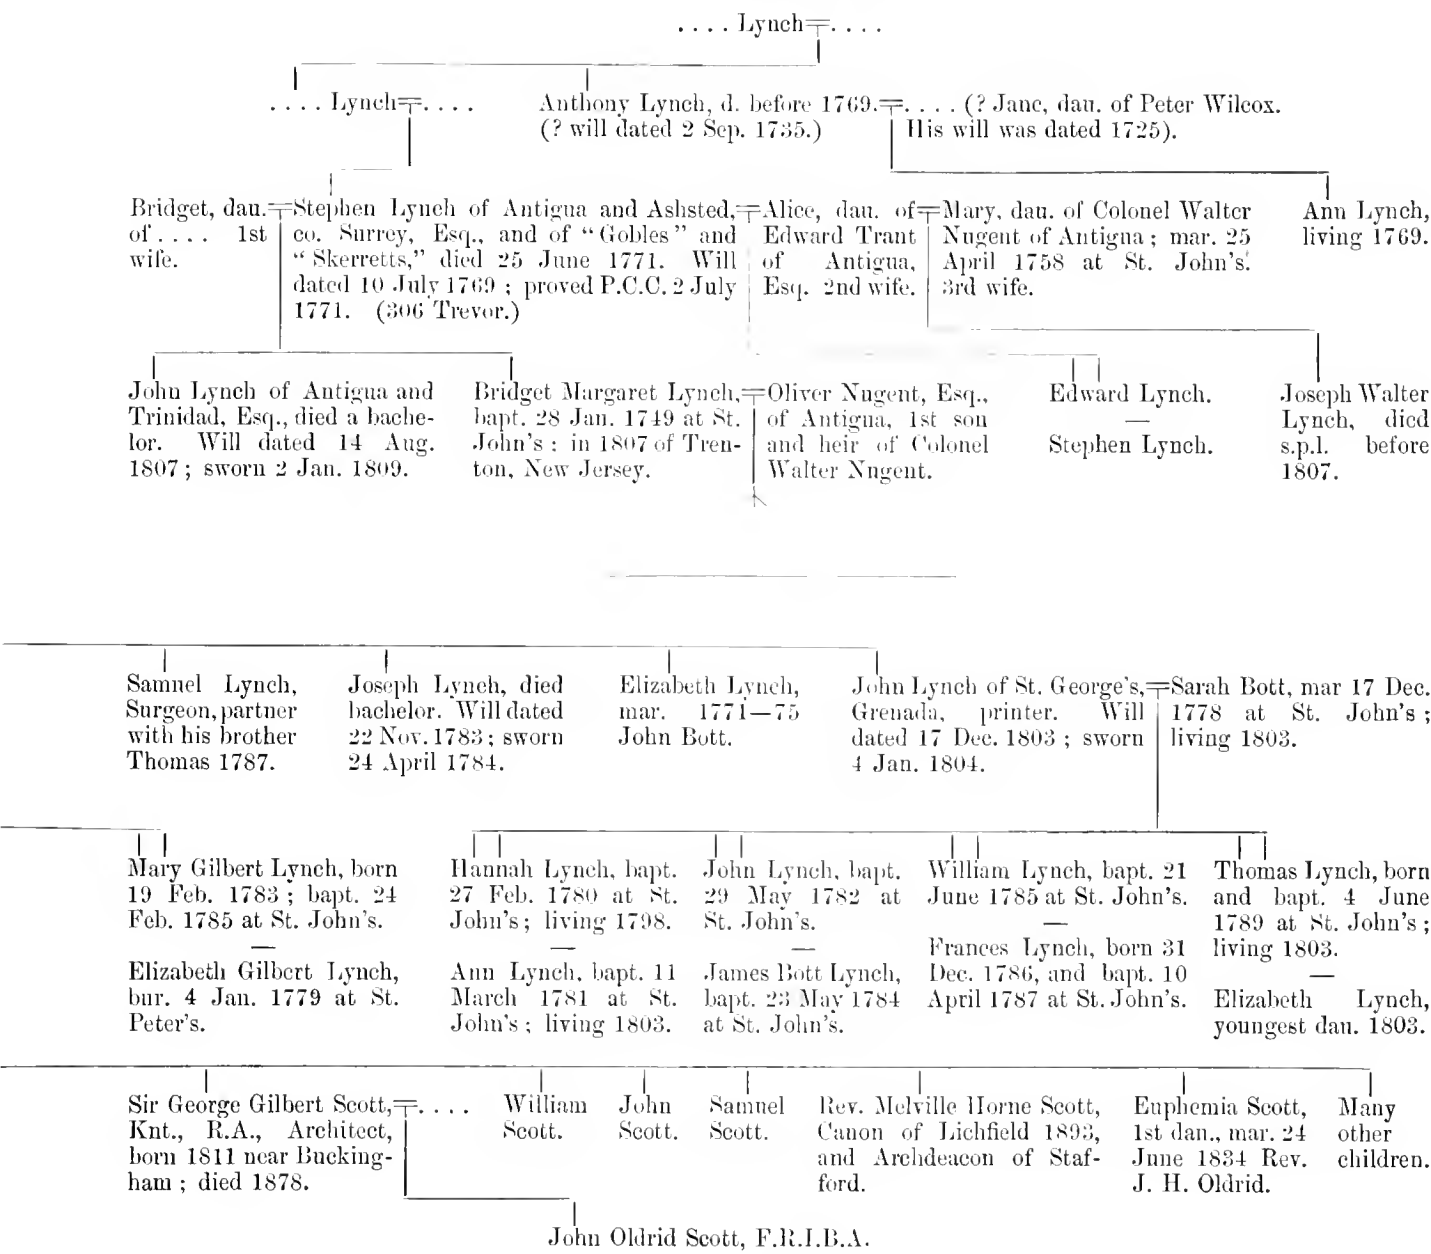 . . . . Lynch=. . . .
. . . . Lynch=. . . .
Anthony Lynch, d. before 1769.=. . . . (? Jane, dau. of Peter Wilcox.
(? will dated 2 Sep. 1735.)
His will was dated 1725).
Bridget, dau.=
of . . . . 1st
wife.
Stephen Lynch of Antigua and Ashsted,=
co. Surrey, Esq., and of “Gobles” and
“Skerretts,” died 25 June 1771. Will
dated 10 July 1769 ; proved P.C.C. 2 July
1771. (306 Trevor.)
Alice, dau. of=
Edward Trant
of Antigua,
Esq. 2nd wife.
Mary, dau. of Colonel Walter
Nugent of Antigua ; mar. 25
April 1758 at St. John's.
3rd wife.
Ann Lynch,
living 1769.
John Lynch of Antigua and
Trinidad, Esq., died a bache-
lor. Will dated 14 Aug.
1807 ; sworn 2 Jan. 1809.
Bridget Margaret Lynch,=
bapt. 28 Jan. 1749 at St.
John's : in 1807 of Tren-
ton, New Jersey.
Oliver Nugent, Esq.,
of Antigua, 1st son
and heir of Colonel
Walter Nugent.
Edward Lynch.
—
Stephen Lynch.
Joseph Walter
Lynch, died
s.p.l. before
1807.
Samuel Lynch,
Surgeon, partner
with his brother
Thomas 1787.
Joseph Lynch, died
bachelor. Will dated
22 Nov. 1783 ; sworn
24 April 1784.
Elizabeth Lynch,
mar. 1771—75
John Bott.
John Lynch of St. George's,=
Grenada, printer. Will
dated 17 Dec. 1803 ; sworn
4 Jan. 1804.
Sarah Bott, mar 17 Dec.
1778 at St. John's ;
living 1803.
Mary Gilbert Lynch, born
19 Feb. 1783 ; bapt. 24
Feb. 1785 at St. John's.
—
Elizabeth Gilbert Lynch,
bur. 4 Jan. 1779 at St.
Peter's.
Hannah Lynch, bapt.
27 Feb. 1780 at St.
John's ; living 1798.
—
Ann Lynch, bapt. 11
March 1781 at St.
John's ; living 1803.
John Lynch, bapt.
29 May 1782 at
St. John's.
—
James Bott Lynch,
bapt. 23 May 1784
at St. John's.
William Lynch, bapt. 21
June 1785 at St. John's.
—
Frances Lynch, born 31
Dec. 1786, and bapt. 10
April 1787 at St. John's.
Thomas Lynch, born
and bapt. 4 June
1789 at St. John's ;
living 1803.
—
Elizabeth Lynch,
youngest dau. 1803.
Sir George Gilbert Scott,=. . . .
Knt., R.A., Architect,
born 1811 near Bucking-
ham ; died 1878.
William
Scott.
John
Scott.
Samuel
Scott.
Rev. Melville Horne Scott,
Canon of Lichfield 1893,
and Archdeacon of Staf-
ford.
Euphemia Scott,
1st dau., mar. 24
June 1834 Rev.
J. H. Oldrid.
Many
other
children.
John Oldrid Scott, F.R.I.B.A.